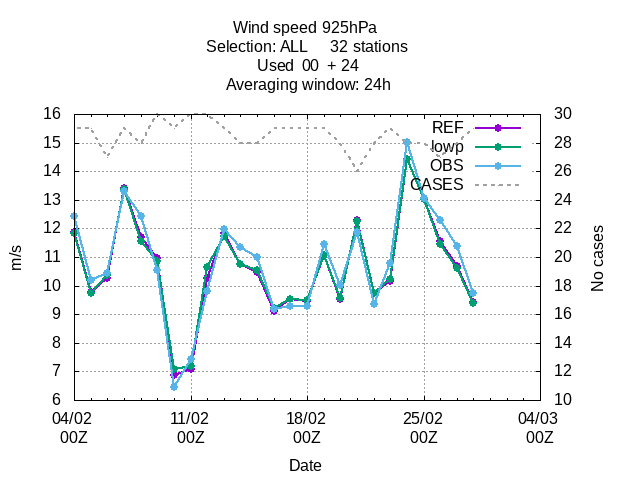 Wind speed 925hPa
Selection: ALL 32 stations
Used 00 + 24
Averaging window: 24h
16 30
REF
15 28
lowp
OBS
14 26
CASES
13 24
12 22
11 20
m/s
No cases
10 18
9 16
8 14
7 12
6 10
04/02 11/02 18/02 25/02 04/03
00Z 00Z 00Z 00Z 00Z
Date